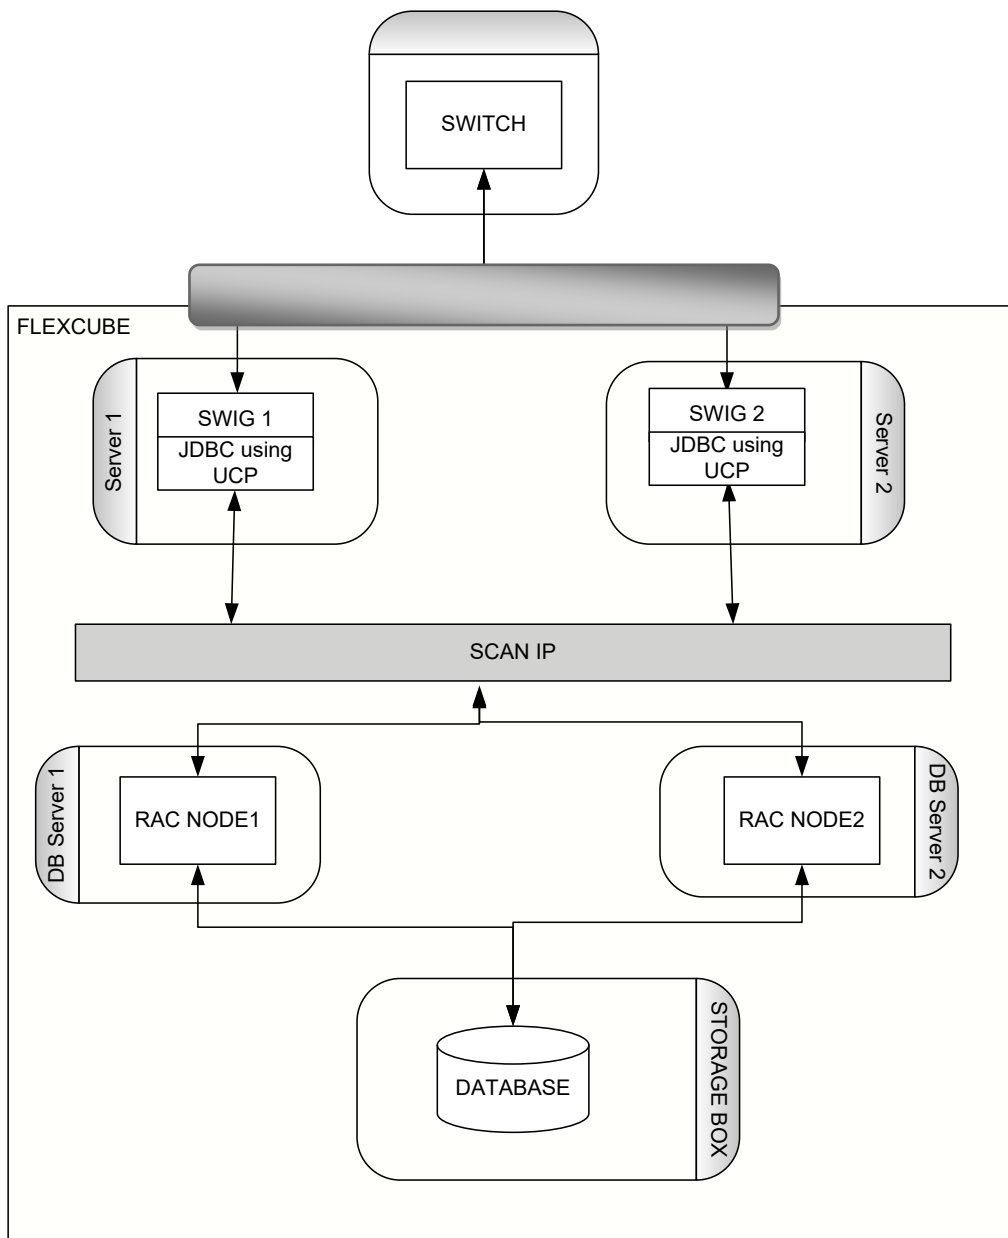 SWITCH
FLEXCUBE
Server 1
SWIG 1
JDBC using
UCP
SWIG 2
JDBC using
UCP
Server 2
SCAN IP
DB Server 1
RAC NODE1
RAC NODE2
DB Server 2
DATABASE
STORAGE BOX